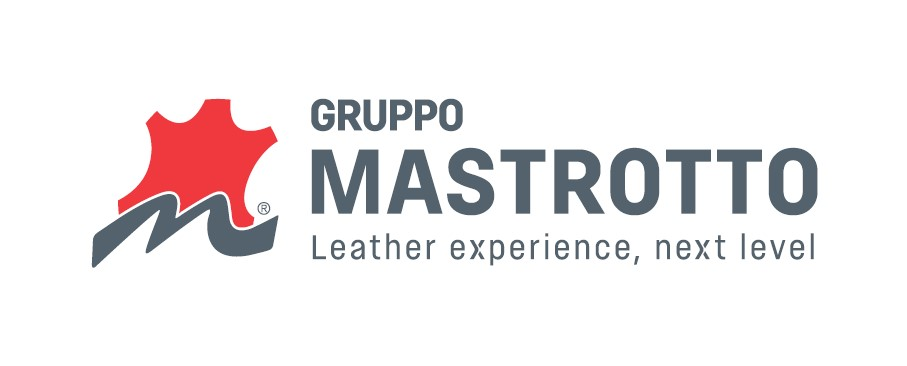 GRUPPO
MASTROTTO
®
Leather experience, next level